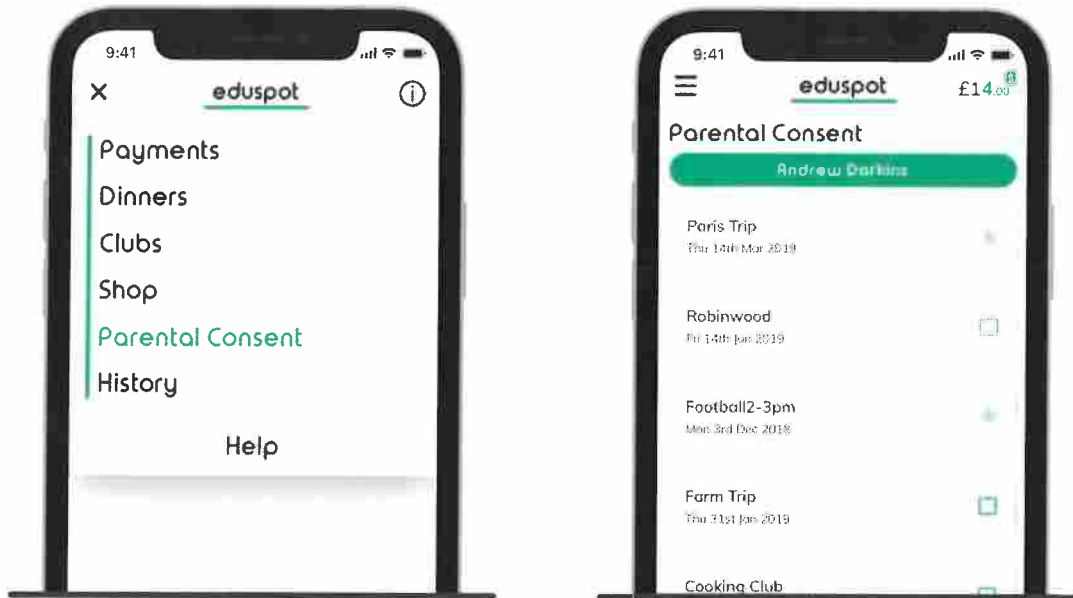 9:41
eduspot
Payments
Dinners
Clubs
Shop
Parental Consent
History
Help
9:41
eduspot
£14.00
Parental Consent
Andrew Darkins
Paris Trip
Thu 14th Mar 2019
Robinwood
Fri 14th Jun 2019
Football2-3pm
Mon 3rd Dec 2018
Farm Trip
Thu 31st Jan 2019
Cooking Club